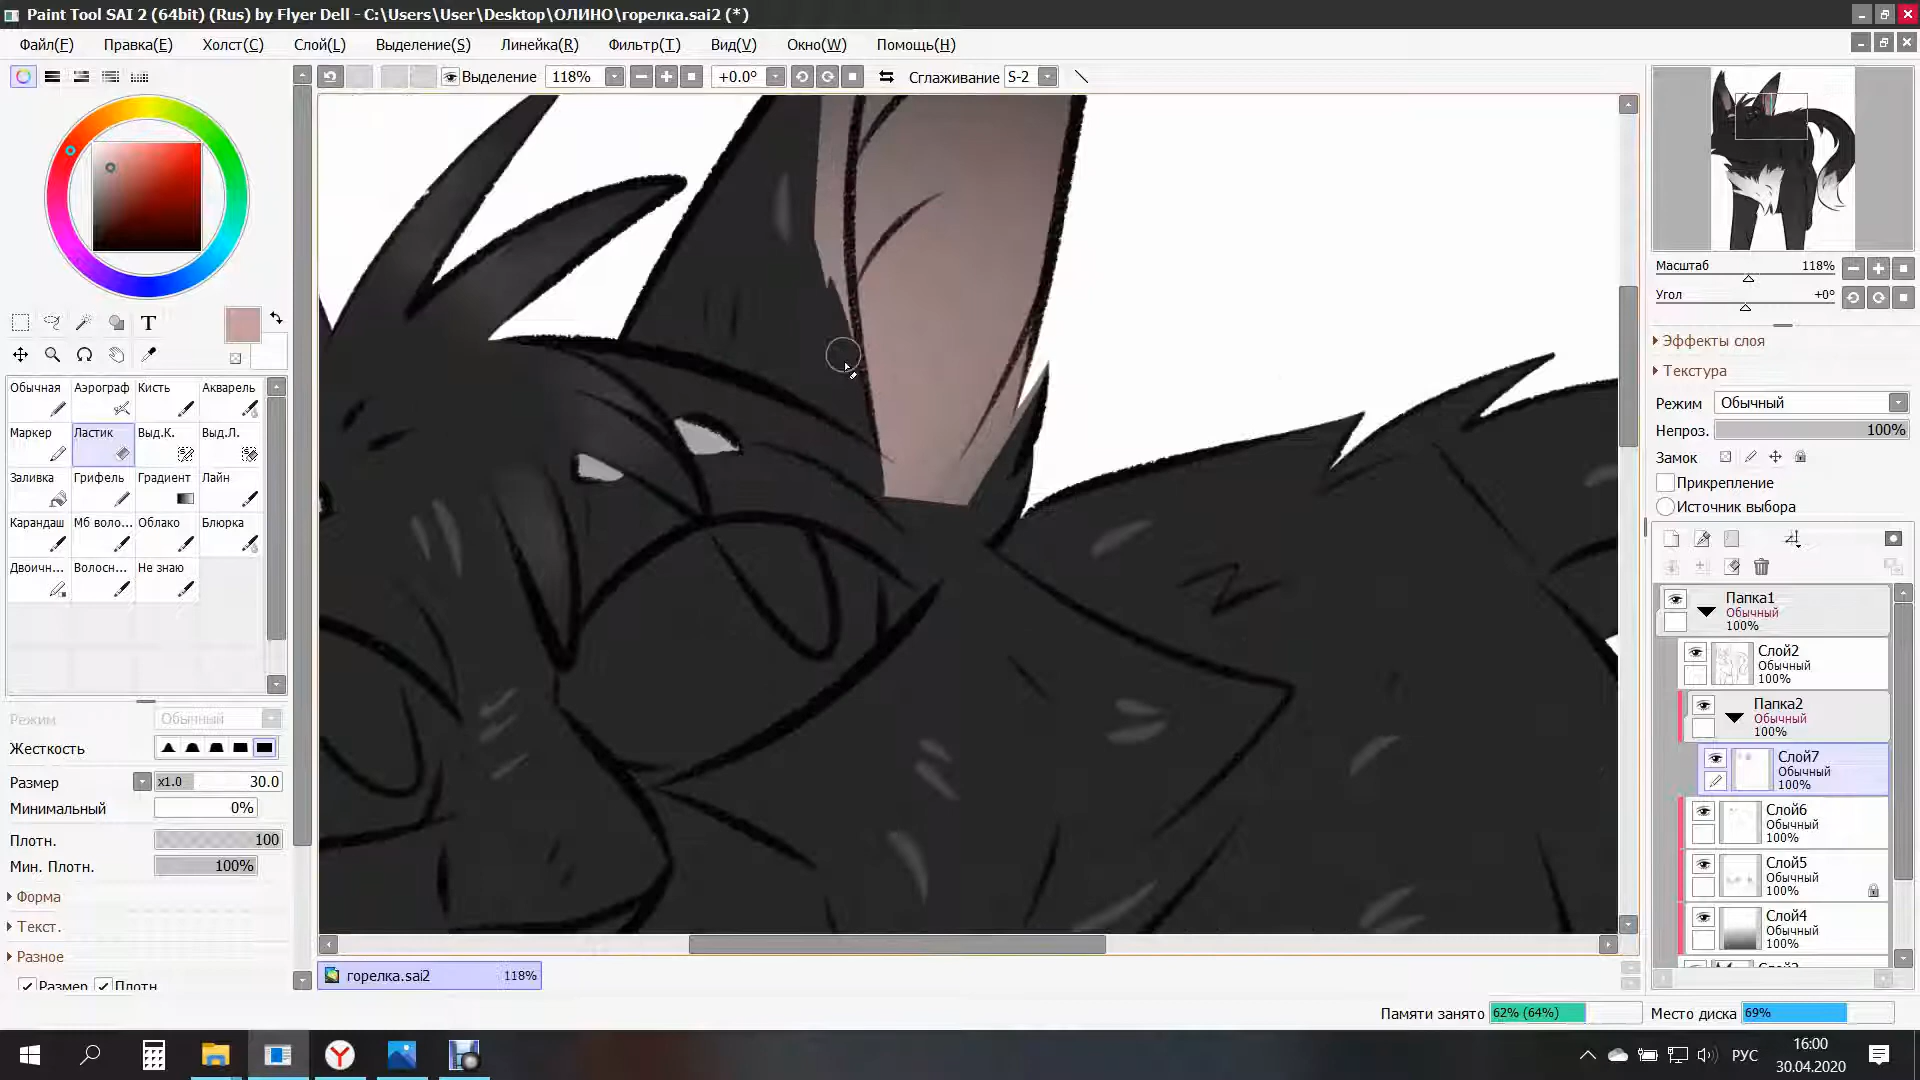 Paint Tool SAI 2 (64bit) (Rus) by Flyer Dell - C:\Users\User\Desktop\ОЛИНО\горелка.sai2 (*)
Файл(F) Правка(E) Холст(C) Слой(L) Выделение(S) Линейка(R) Фильтр(T) Вид(V) Окно(W) Помощь(H)
Выделение 118% +0.0° Сглаживание S-2
Масштаб 118%
Угол +0°
T
Эффекты слоя
Текстура
Режим Обычный
Непроз. 100%
Замок
Прикрепление
Источник выбора
Обычная Аэрограф Кисть Акварель
Маркер Ластик Выд.К. Выд.Л.
Заливка Грифель Градиент Лайн
Карандаш Мб воло... Облако Блюрка
Двоичн... Волосн... Не знаю
Режим Обычный
Жесткость
Размер x1.0 30.0
Минимальный 0%
Плотн. 100
Мин. Плотн. 100%
Форма
Текст.
Разное
Размер Плотн
Папка1
Обычный
100%
Слой2
Обычный
100%
Папка2
Обычный
100%
Слой7
Обычный
100%
Слой6
Обычный
100%
Слой5
Обычный
100%
Слой4
Обычный
100%
горелка.sai2 118%
Памяти занято 62% (64%) Место диска 69%
РУС
16:00
30.04.2020